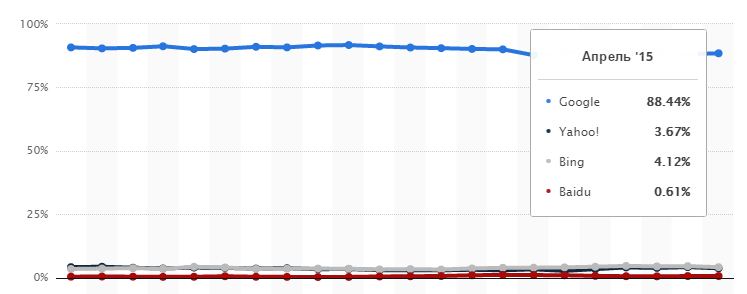 100%
Апрель '15
75%
Google 88.44%
Yahoo! 3.67%
50%
Bing 4.12%
Baidu 0.61%
25%
0%